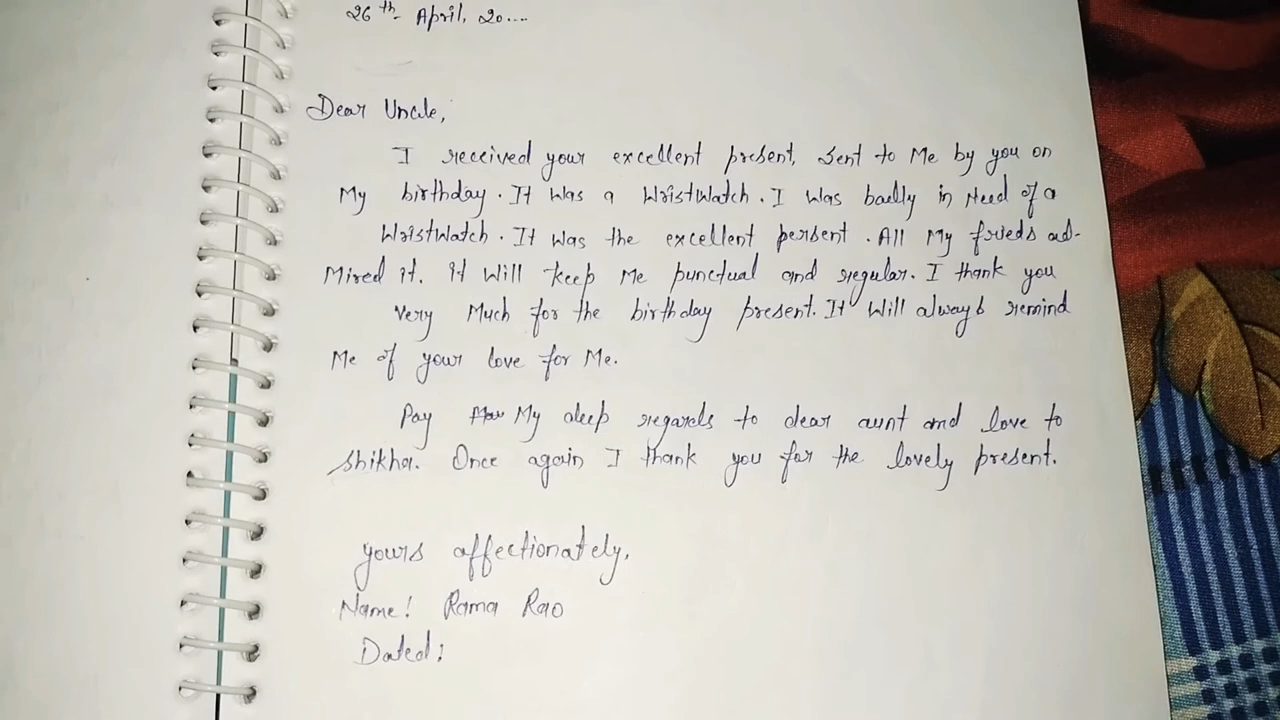 26th April, 20....
Dear Uncle,
I received your excellent present, sent to Me by you on
My birthday. It was a Wristwatch. I was badly in Need of a
Wristwatch. It was the excellent persent. All My frieds ad-
Mired it. it will keep Me punctual and regular. I thank you
Very Much for the birthday present. It will always remind
Me of your love for Me.
Pay My deep regards to dear aunt and love to
Shikha. Once again I thank you for the lovely present.
yours affectionately,
Name: Rama Rao
Dated: